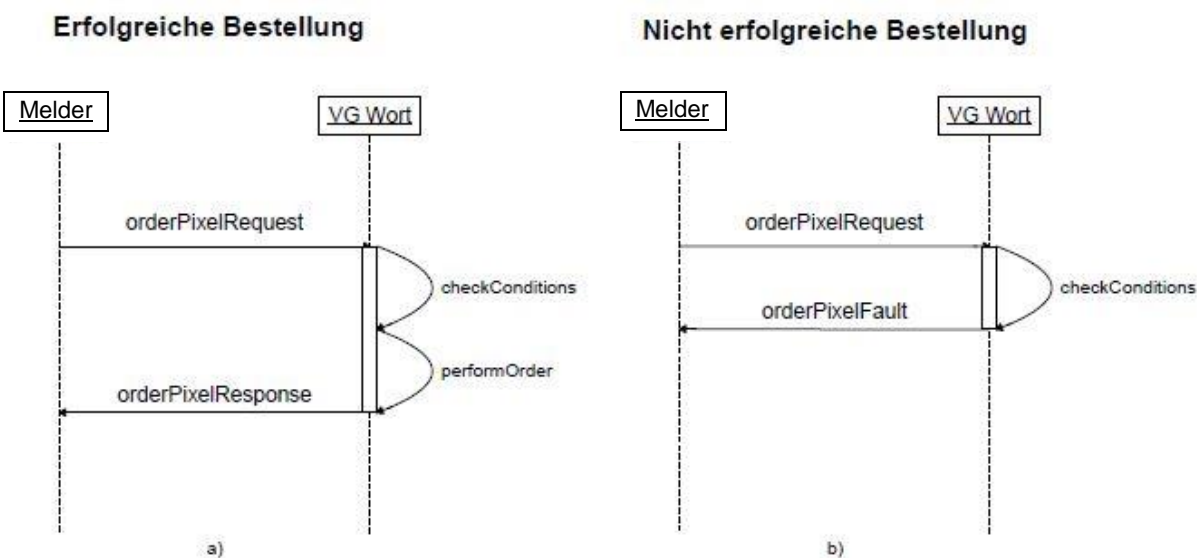 Erfolgreiche Bestellung
Melder
VG Wort
orderPixelRequest
checkConditions
performOrder
orderPixelResponse
a)
Nicht erfolgreiche Bestellung
Melder
VG Wort
orderPixelRequest
checkConditions
orderPixelFault
b)